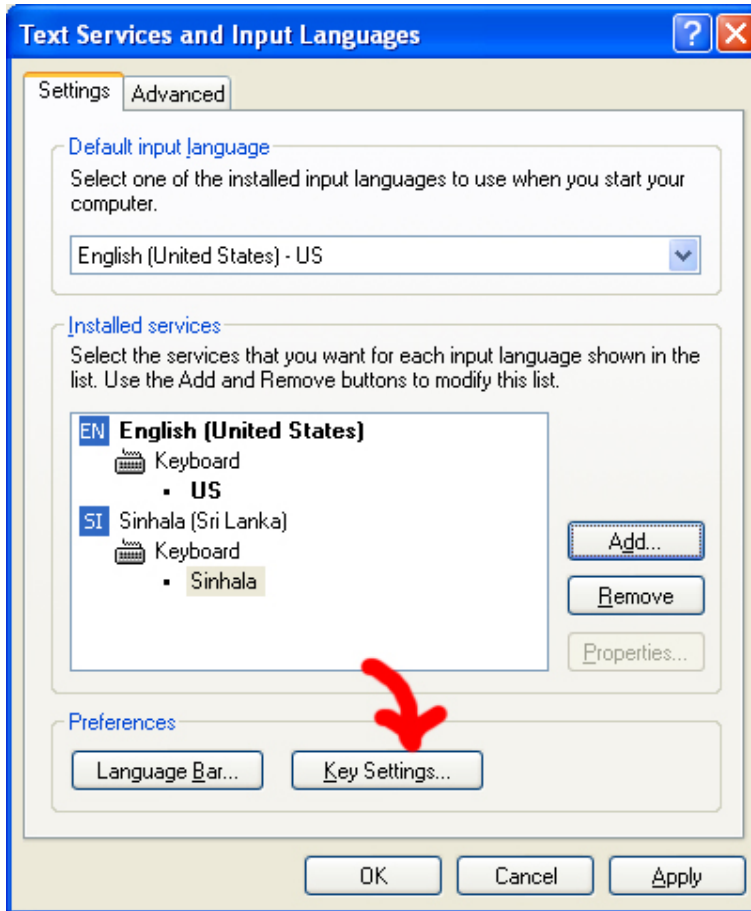 Text Services and Input Languages
Settings
Advanced
Default input language
Select one of the installed input languages to use when you start your
computer.
English (United States) - US
Installed services
Select the services that you want for each input language shown in the
list. Use the Add and Remove buttons to modify this list.
EN English (United States)
Keyboard
US
SI Sinhala (Sri Lanka)
Keyboard
Sinhala
Add...
Remove
Properties...
Preferences
Language Bar...
Key Settings...
OK
Cancel
Apply